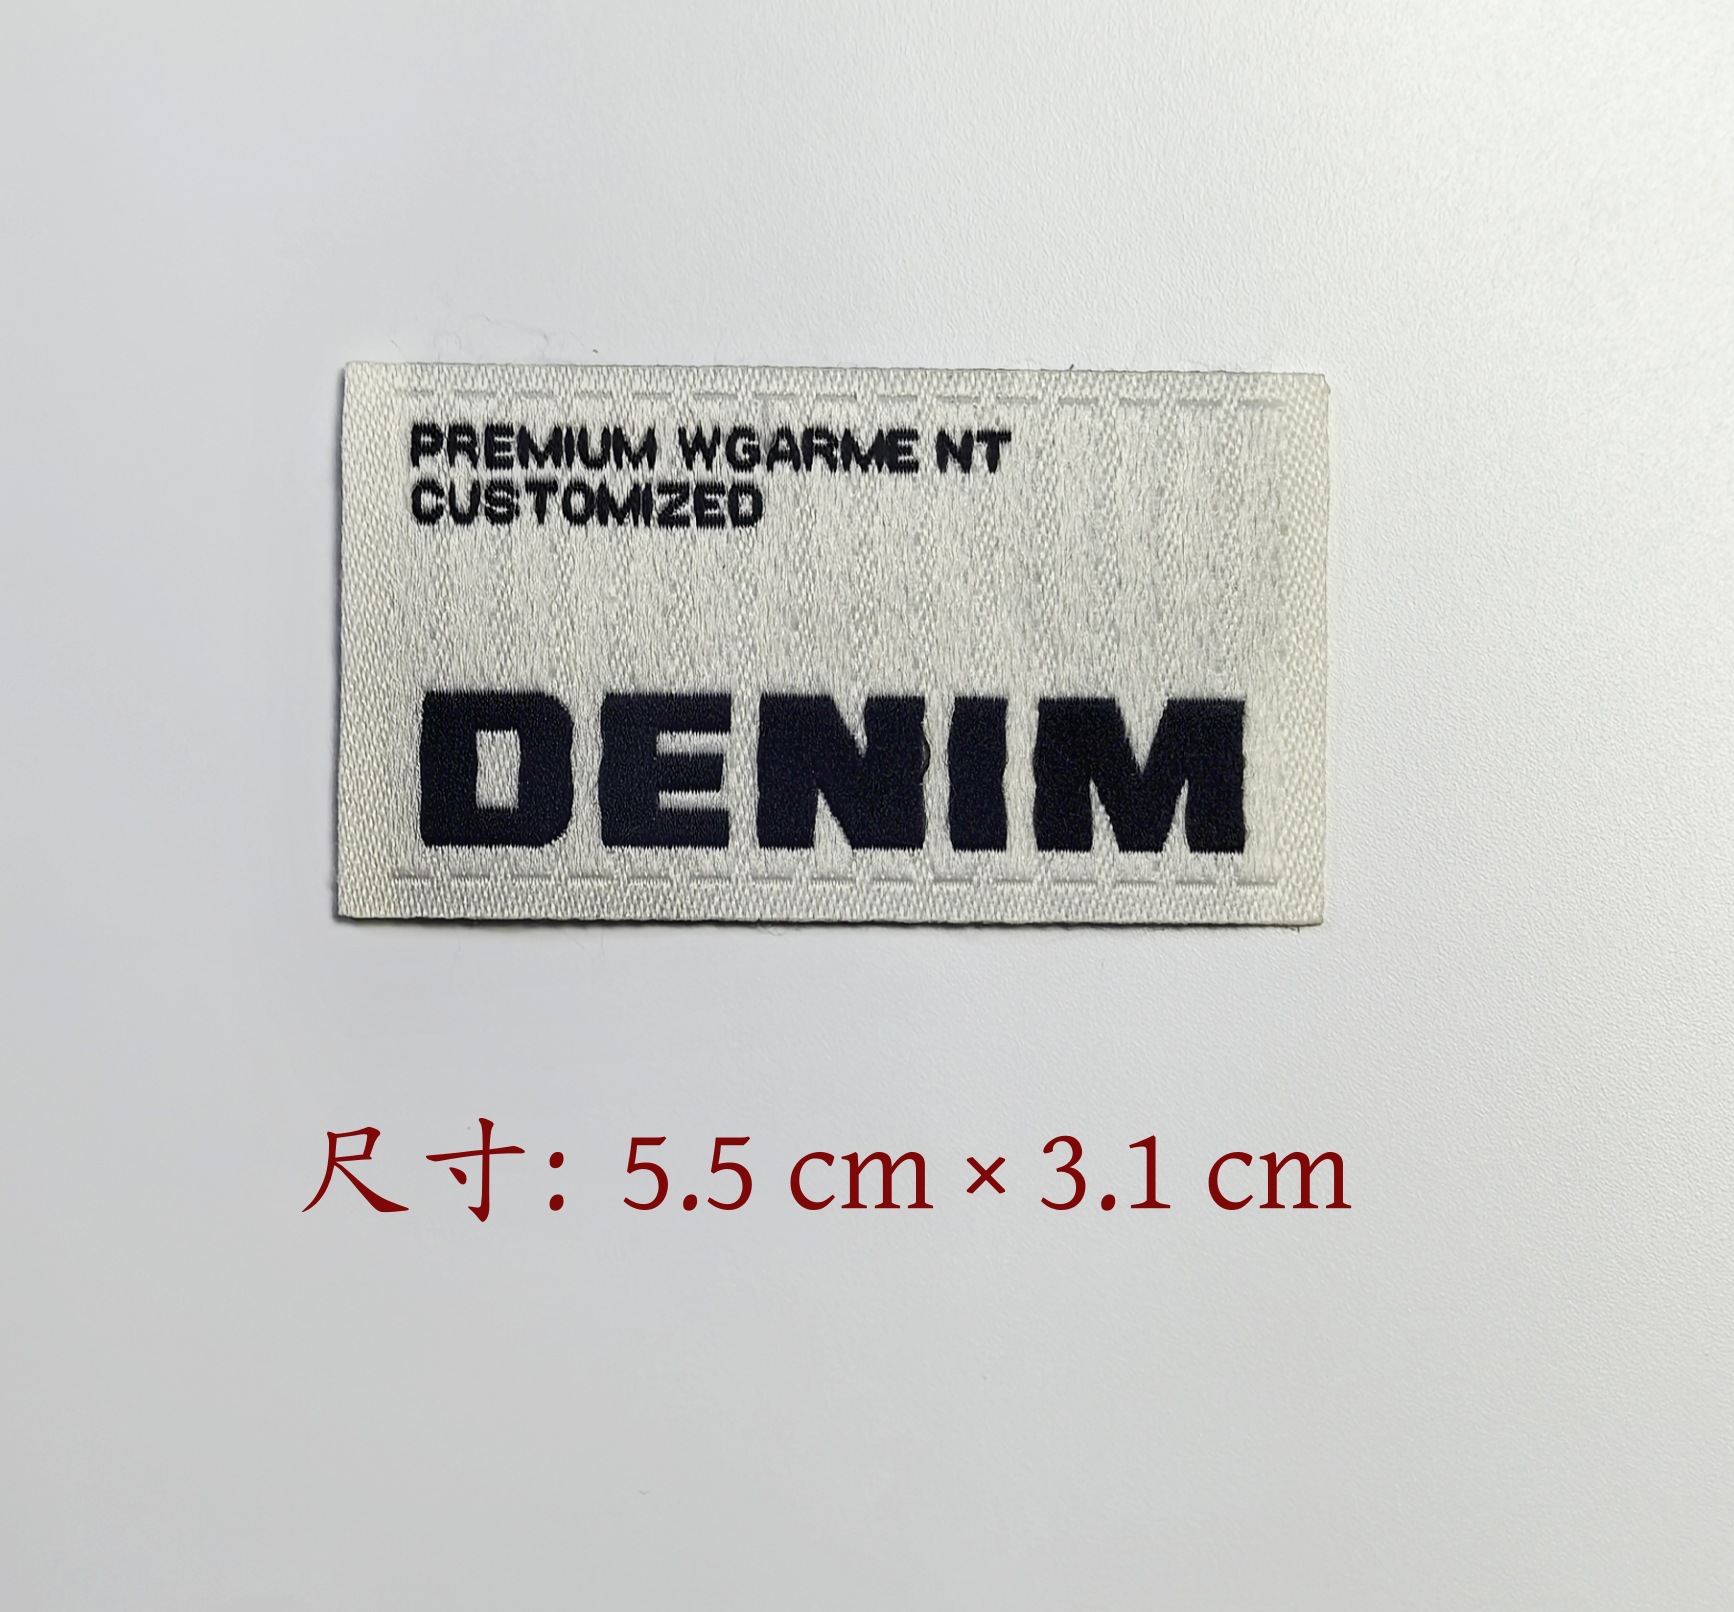 PREMIUM WGARME NT
CUSTOMIZED
DENIM
尺寸：5.5 cm × 3.1 cm